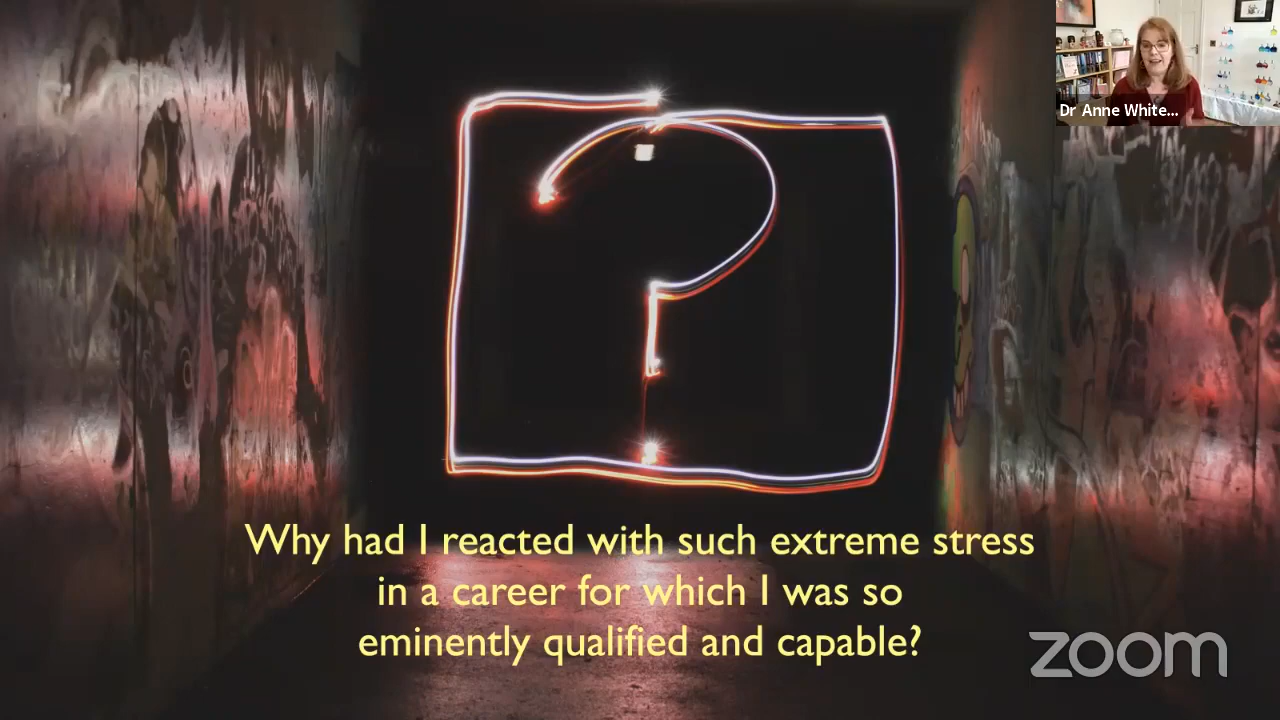 Dr Anne White...
?
Why had I reacted with such extreme stress
in a career for which I was so
eminently qualified and capable?
zoom